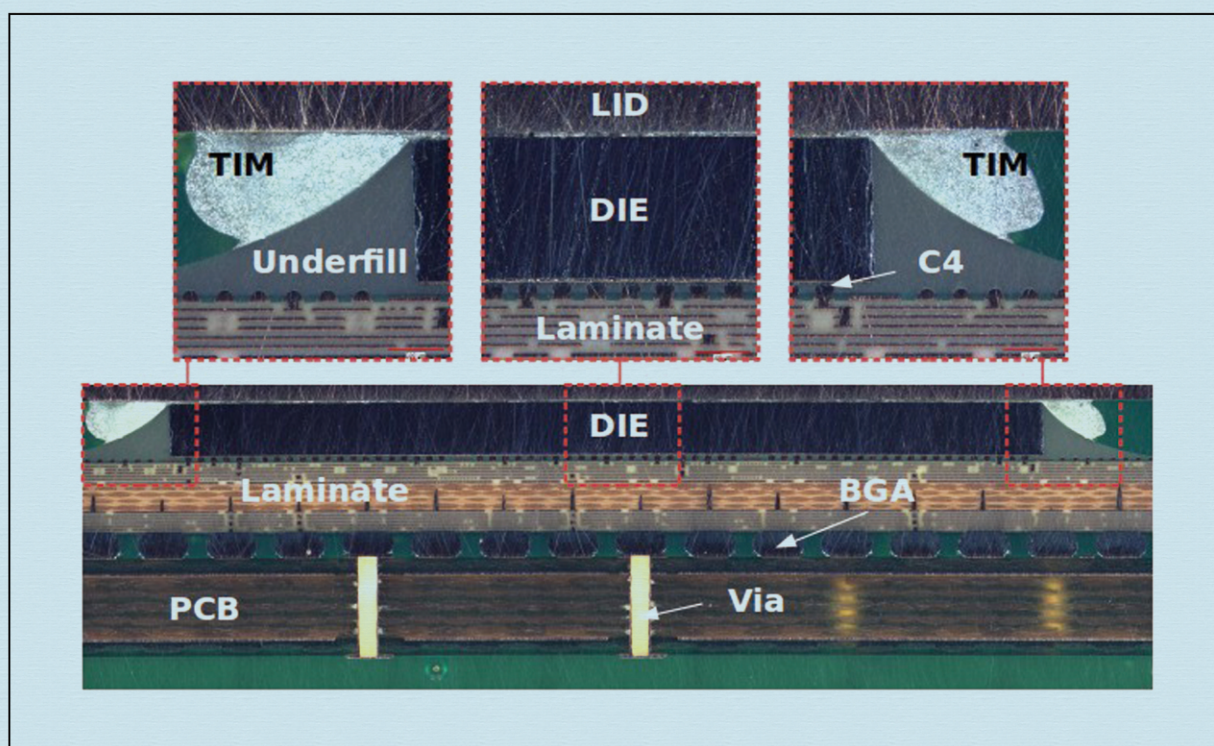 LID
TIM
TIM
DIE
Underfill
C4
Laminate
DIE
Laminate
BGA
PCB
Via